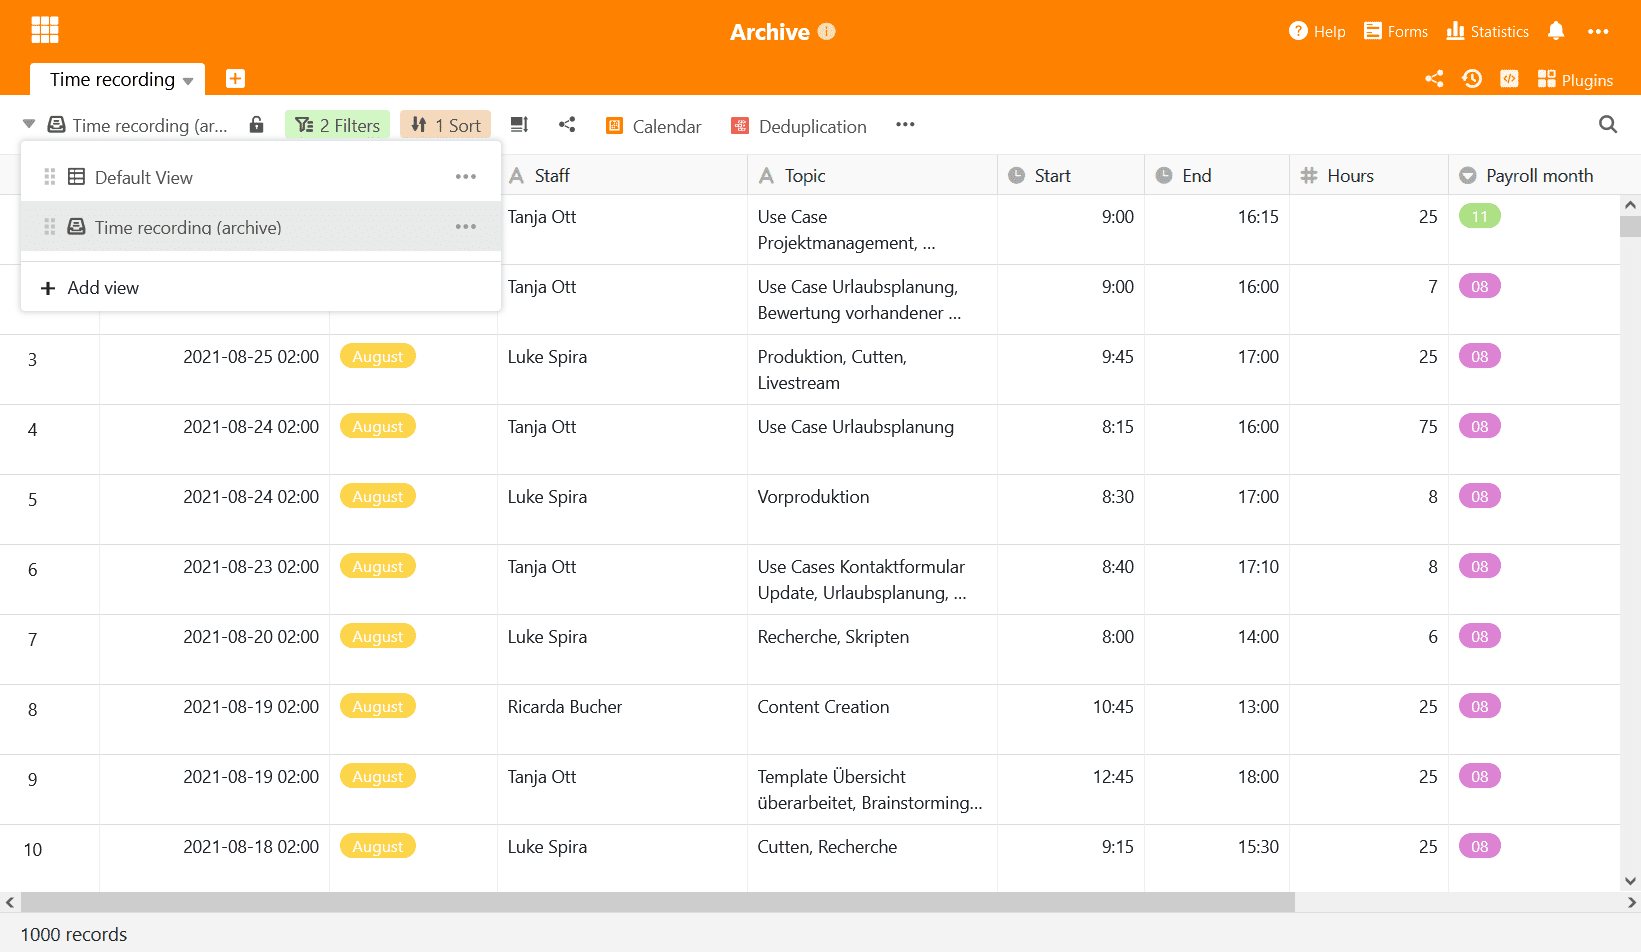 Archive
Help Forms Statistics
Time recording
Plugins
Time recording (ar... 2 Filters 1 Sort Calendar Deduplication
Default View
Time recording (archive)
Add view
Staff Topic Start End Hours Payroll month
Tanja Ott Use Case 9:00 16:15 25 11
Projektmanagement, ...
Tanja Ott Use Case Urlaubsplanung, 9:00 16:00 7 08
Bewertung vorhandener ...
3 2021-08-25 02:00 August Luke Spira Produktion, Cutten, 9:45 17:00 25 08
Livestream
4 2021-08-24 02:00 August Tanja Ott Use Case Urlaubsplanung 8:15 16:00 75 08
5 2021-08-24 02:00 August Luke Spira Vorproduktion 8:30 17:00 8 08
6 2021-08-23 02:00 August Tanja Ott Use Cases Kontaktformular 8:40 17:10 8 08
Update, Urlaubsplanung, ...
7 2021-08-20 02:00 August Luke Spira Recherche, Skripten 8:00 14:00 6 08
8 2021-08-19 02:00 August Ricarda Bucher Content Creation 10:45 13:00 25 08
9 2021-08-19 02:00 August Tanja Ott Template Übersicht 12:45 18:00 25 08
überarbeitet, Brainstorming...
10 2021-08-18 02:00 August Luke Spira Cutten, Recherche 9:15 15:30 25 08
1000 records